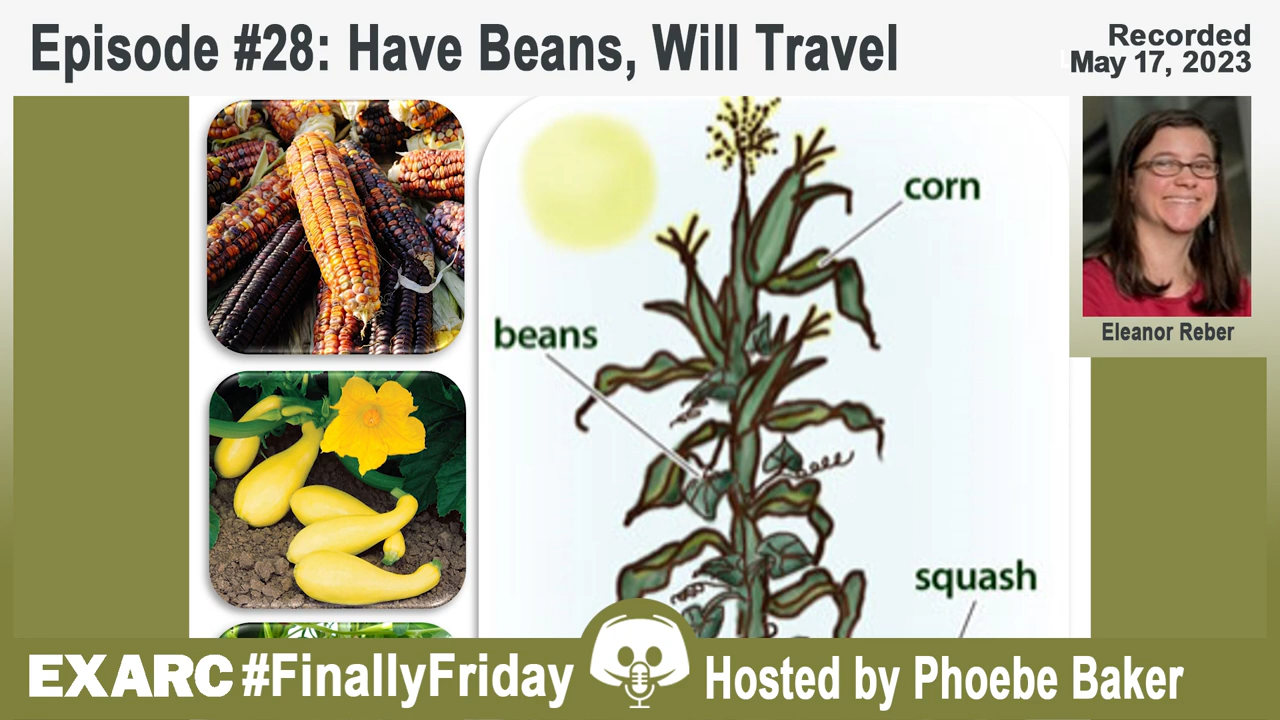 Episode #28: Have Beans, Will Travel
Recorded
May 17, 2023
corn
beans
Eleanor Reber
squash
EXARC #FinallyFriday
Hosted by Phoebe Baker